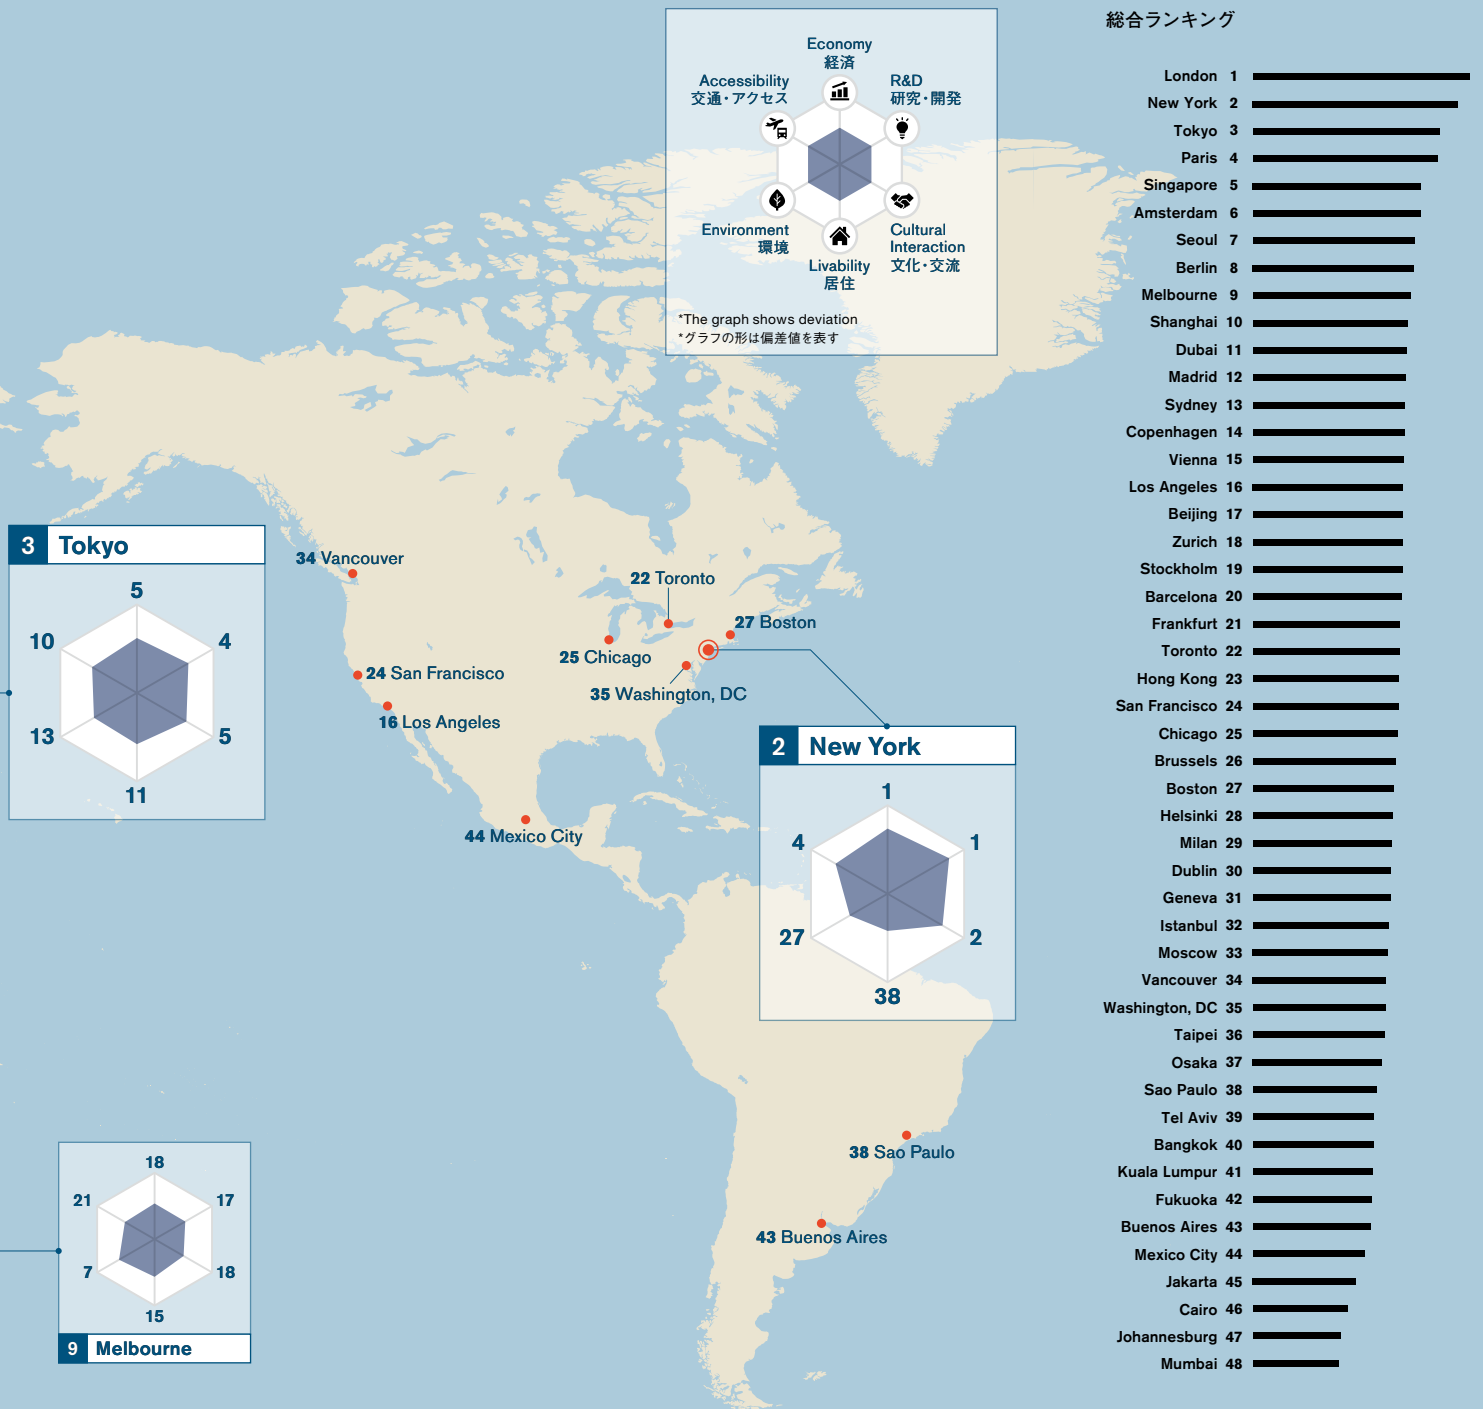 Economy
経済
Accessibility
交通・アクセス
R&D
研究・開発
Environment
環境
Cultural
Interaction
文化・交流
Livability
居住
*The graph shows deviation
*グラフの形は偏差値を表す
3 Tokyo
5
10
4
13
5
11
34 Vancouver
22 Toronto
27 Boston
25 Chicago
24 San Francisco
35 Washington, DC
16 Los Angeles
44 Mexico City
2 New York
1
4
1
27
2
38
38 Sao Paulo
43 Buenos Aires
18
21
17
7
18
15
9 Melbourne
総合ランキング
London 1
New York 2
Tokyo 3
Paris 4
Singapore 5
Amsterdam 6
Seoul 7
Berlin 8
Melbourne 9
Shanghai 10
Dubai 11
Madrid 12
Sydney 13
Copenhagen 14
Vienna 15
Los Angeles 16
Beijing 17
Zurich 18
Stockholm 19
Barcelona 20
Frankfurt 21
Toronto 22
Hong Kong 23
San Francisco 24
Chicago 25
Brussels 26
Boston 27
Helsinki 28
Milan 29
Dublin 30
Geneva 31
Istanbul 32
Moscow 33
Vancouver 34
Washington, DC 35
Taipei 36
Osaka 37
Sao Paulo 38
Tel Aviv 39
Bangkok 40
Kuala Lumpur 41
Fukuoka 42
Buenos Aires 43
Mexico City 44
Jakarta 45
Cairo 46
Johannesburg 47
Mumbai 48